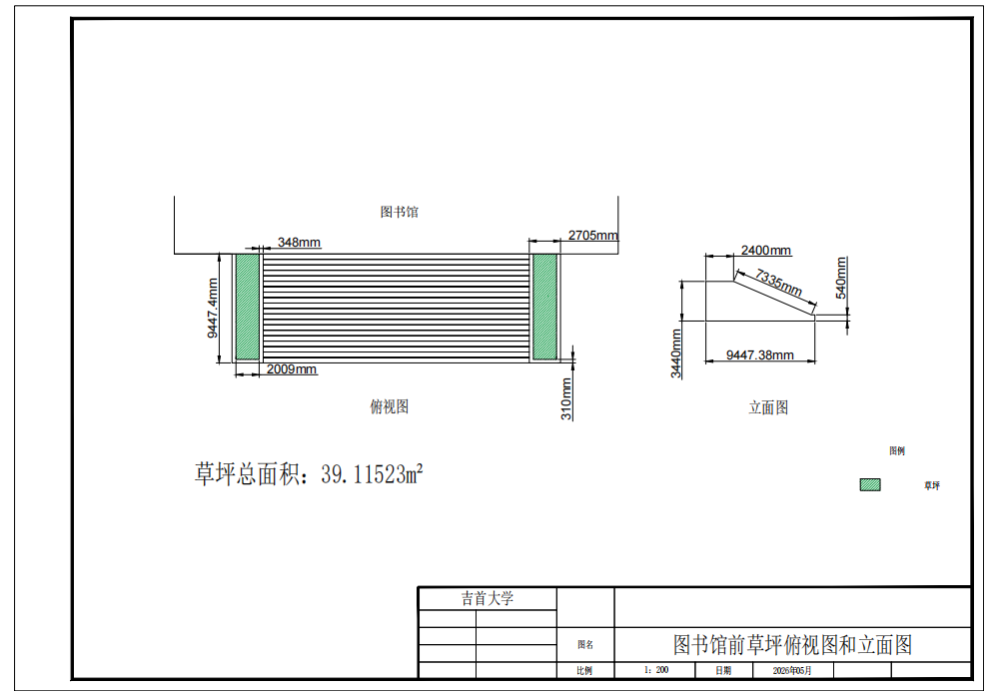 图书馆
348mm
2705mm
9447.4mm
2009mm
310mm
俯视图
2400mm
7335mm
540mm
3440mm
9447.38mm
立面图
草坪总面积：39.11523m²
图例
草坪
吉首大学
图名
图书馆前草坪俯视图和立面图
比例
1：200
日期
2026年05月